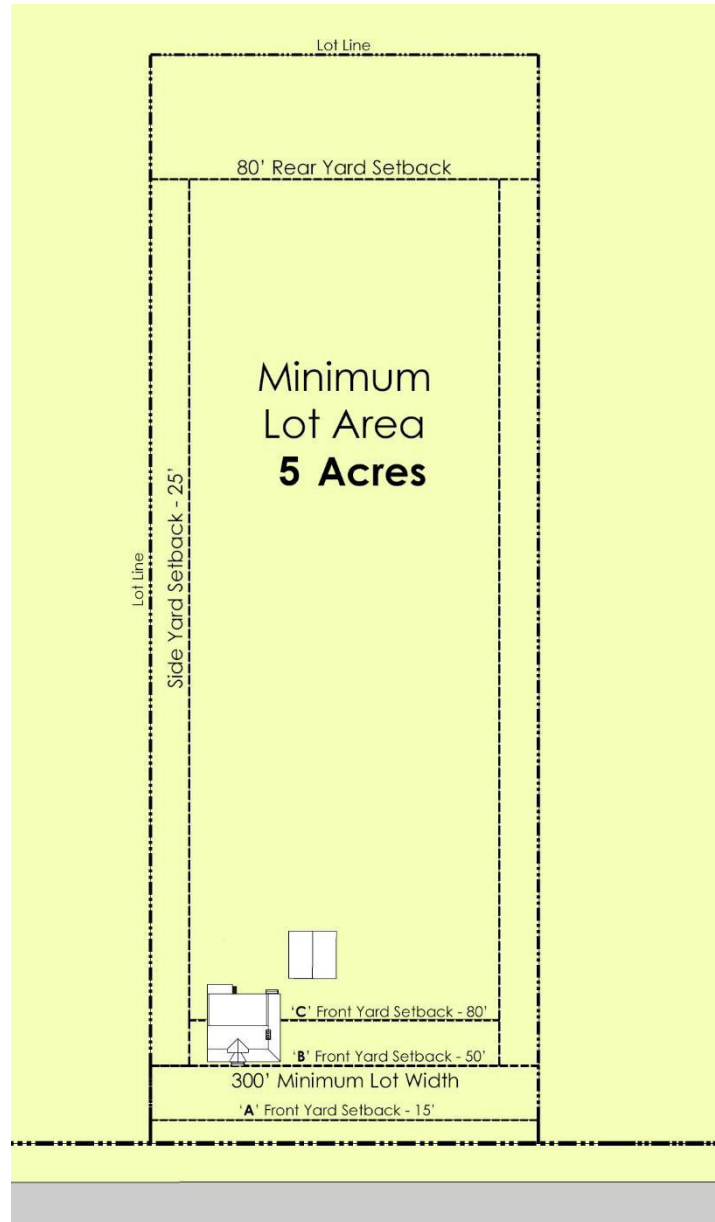 Lot Line
80' Rear Yard Setback
Minimum
Lot Area
5 Acres
Side Yard Setback - 25'
Lot Line
'C' Front Yard Setback - 80'
'B' Front Yard Setback - 50'
300' Minimum Lot Width
'A' Front Yard Setback - 15'